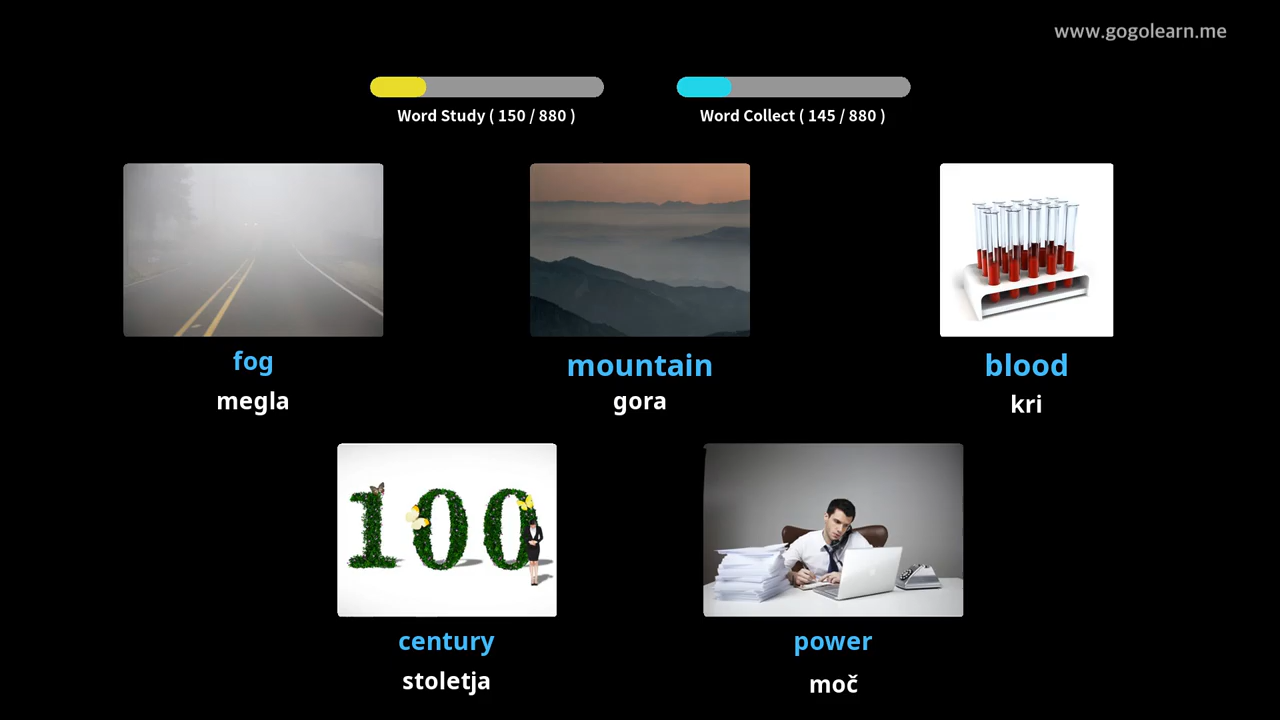 www.gogolearn.me
Word Study ( 150 / 880 )
Word Collect ( 145 / 880 )
fog
megla
mountain
gora
blood
kri
100
century
stoletja
power
moč